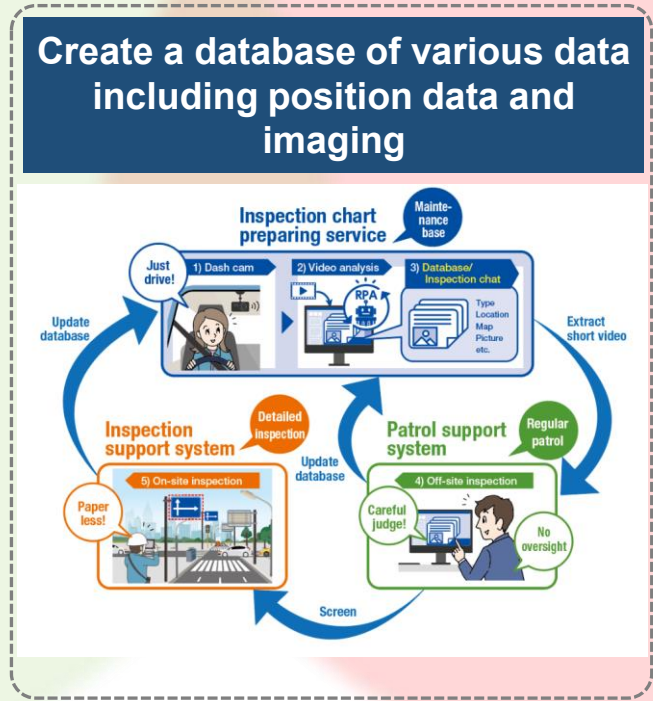 Create a database of various data
including position data and
imaging
Inspection chart
preparing service
Mainte-
nance
base
Just
drive!
1) Dash cam
2) Video analysis
3) Database/
Inspection chat
RPA
Type
Location
Map
Picture
etc.
Update
database
Extract
short video
Inspection
support system
Detailed
inspection
Update
database
Patrol support
system
Regular
patrol
5) On-site inspection
Paper
less!
4) Off-site inspection
Careful
judge!
No
oversight
Screen